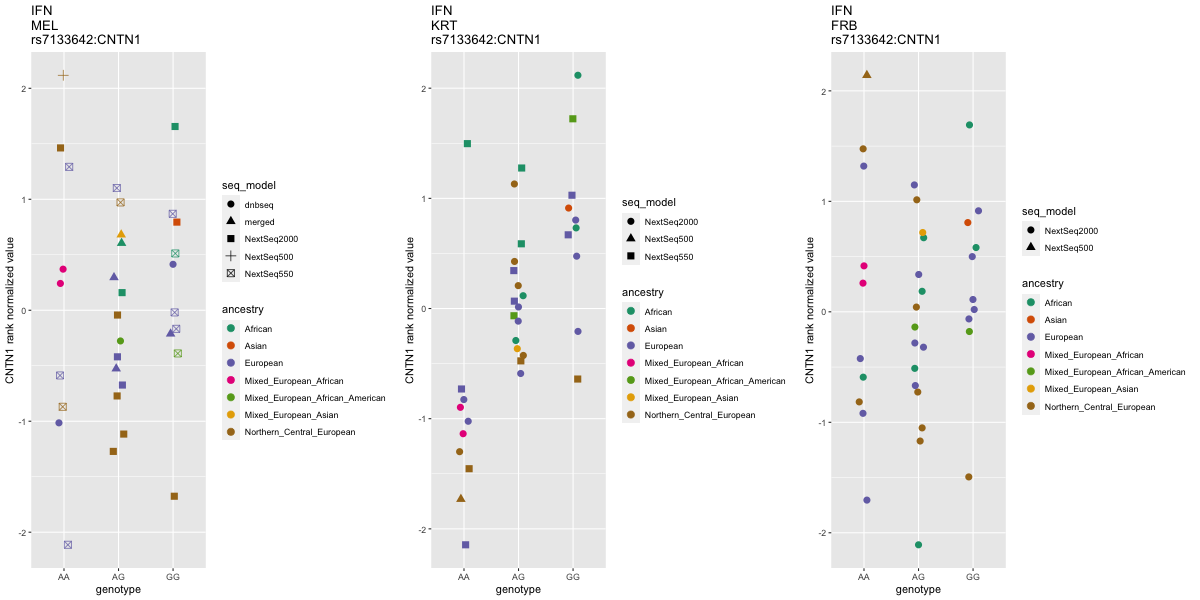 IFN
MEL
rs7133642:CNTN1
CNTN1 rank normalized value
2
1
0
-1
-2
AA
AG
GG
genotype
seq_model
dnbseq
merged
NextSeq2000
NextSeq500
NextSeq550
ancestry
African
Asian
European
Mixed_European_African
Mixed_European_African_American
Mixed_European_Asian
Northern_Central_European
IFN
KRT
rs7133642:CNTN1
CNTN1 rank normalized value
2
1
0
-1
-2
AA
AG
GG
genotype
seq_model
NextSeq2000
NextSeq500
NextSeq550
ancestry
African
Asian
European
Mixed_European_African
Mixed_European_African_American
Mixed_European_Asian
Northern_Central_European
IFN
FRB
rs7133642:CNTN1
CNTN1 rank normalized value
2
1
0
-1
-2
AA
AG
GG
genotype
seq_model
NextSeq2000
NextSeq500
ancestry
African
Asian
European
Mixed_European_African
Mixed_European_African_American
Mixed_European_Asian
Northern_Central_European